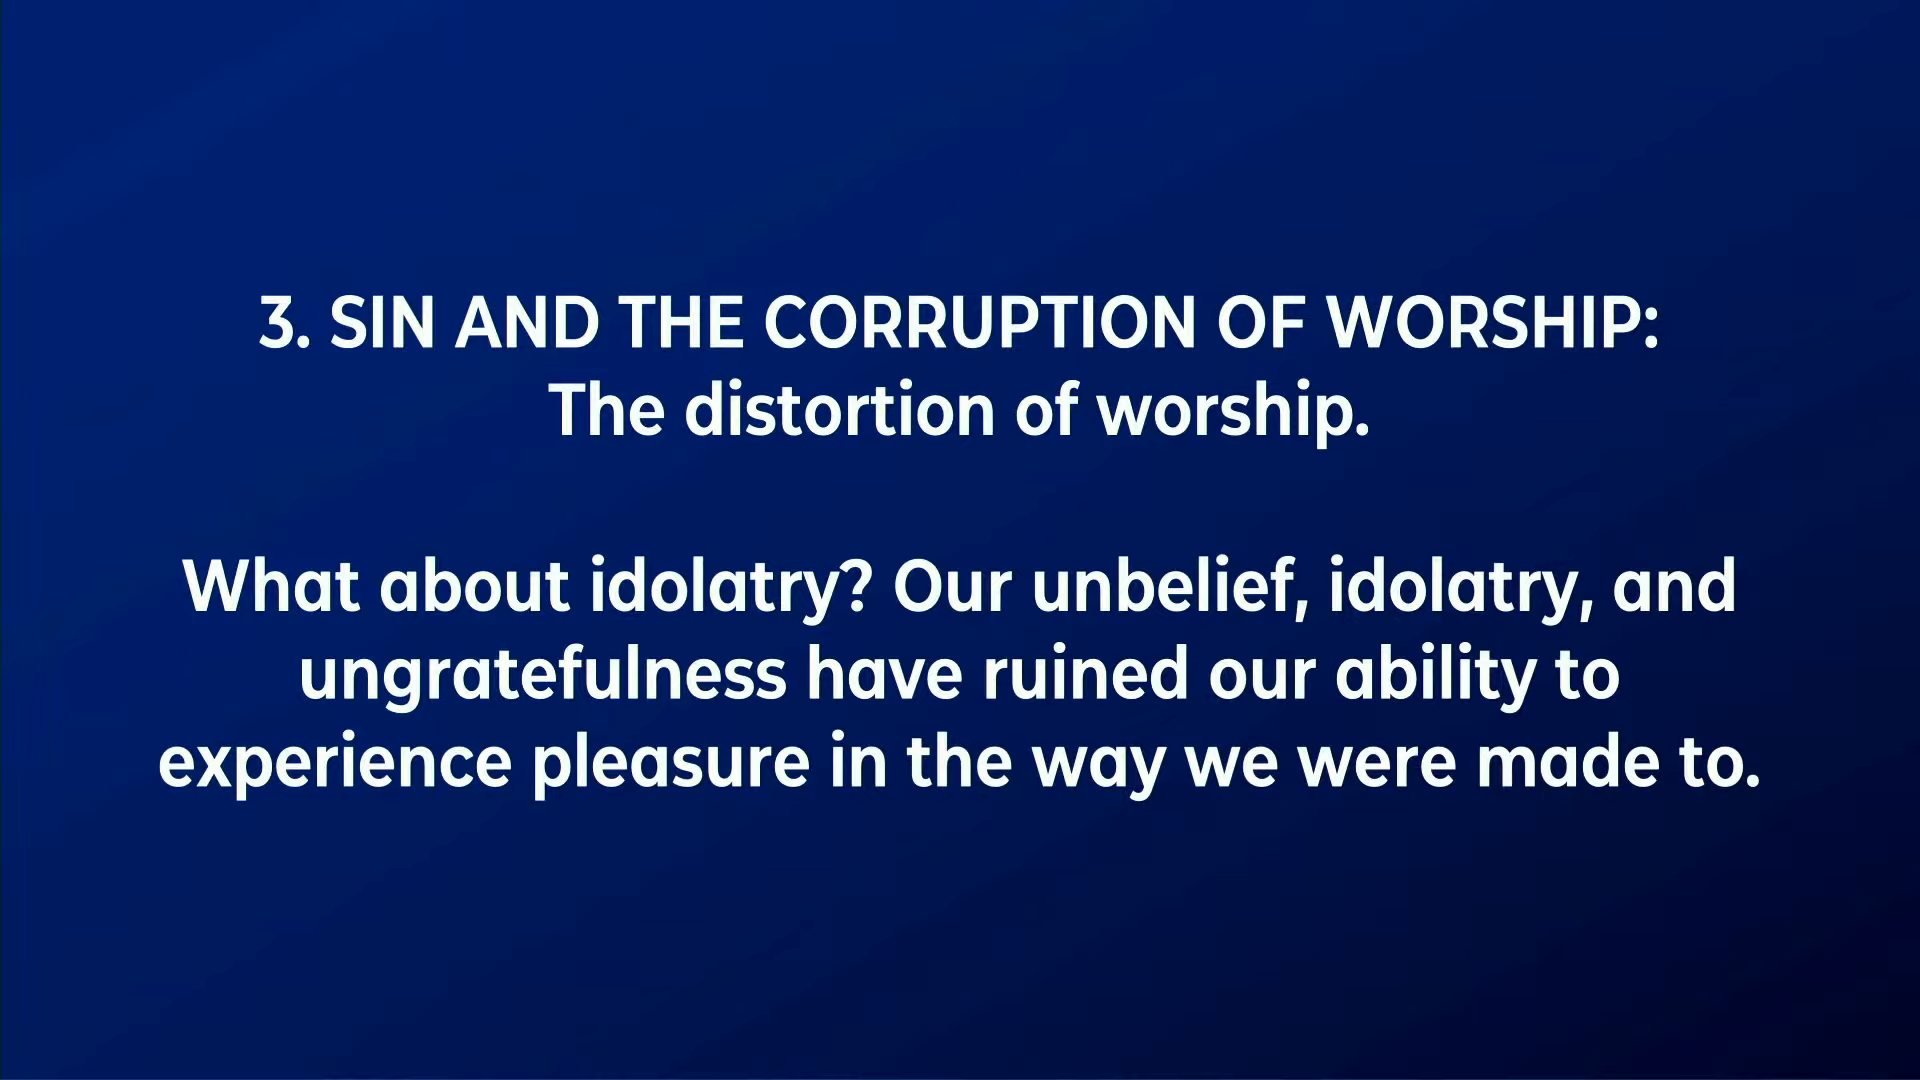 3. SIN AND THE CORRUPTION OF WORSHIP:
The distortion of worship.
What about idolatry? Our unbelief, idolatry, and
ungratefulness have ruined our ability to
experience pleasure in the way we were made to.